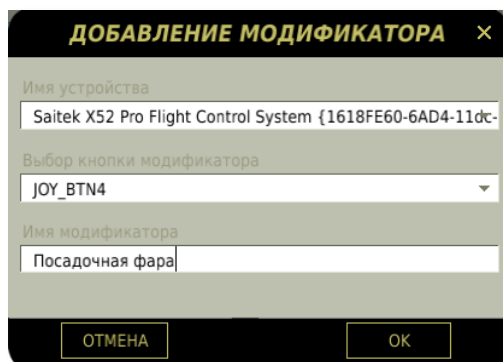 ДОБАВЛЕНИЕ МОДИФИКАТОРА ×
Имя устройства
Saitek X52 Pro Flight Control System {1618FE60-6AD4-11dc-
Выбор кнопки модификатора
JOY_BTN4
Имя модификатора
Посадочная фара
ОТМЕНА
ОК